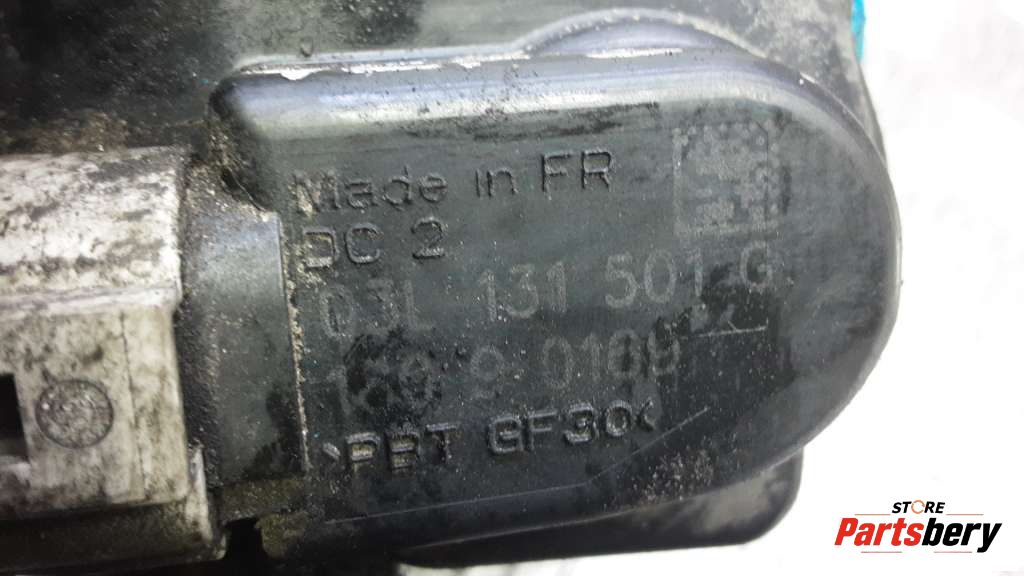 Made in FR
DC 2
03L 131 501 G
>PBT GF30<
STORE
Partsbery